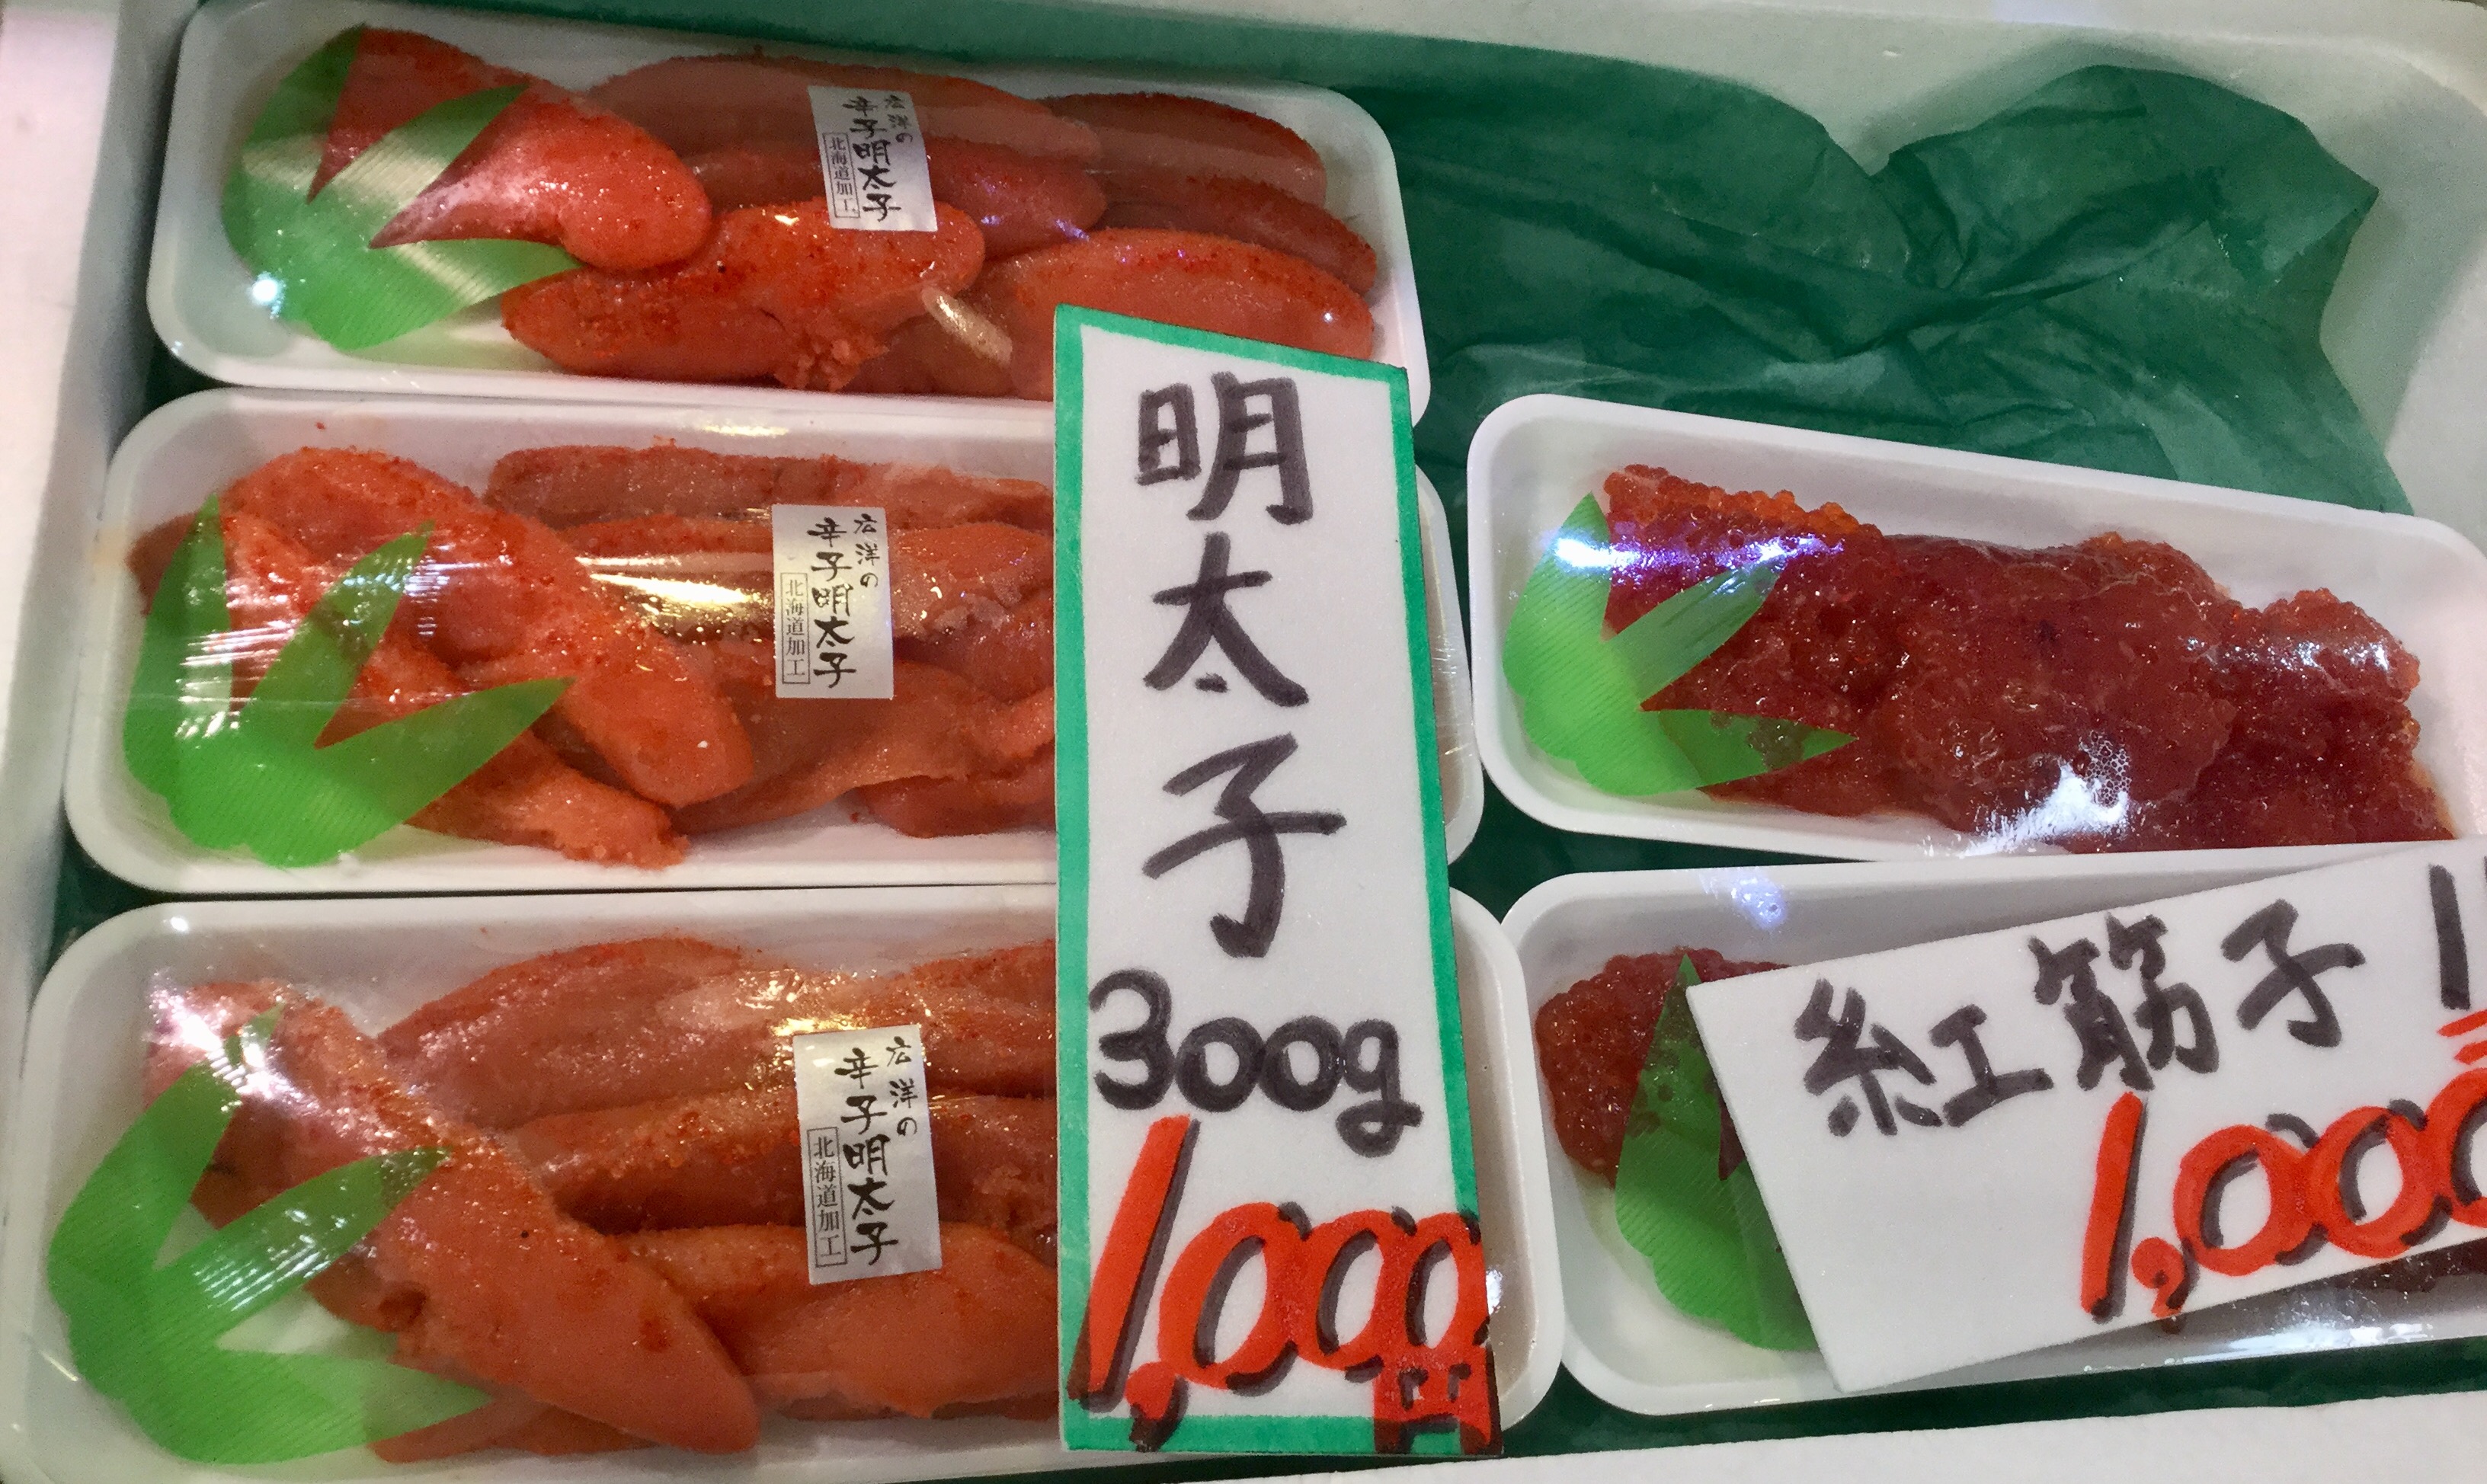 広洋の
辛子明太子
北海道加工
広洋の
辛子明太子
北海道加工
広洋の
辛子明太子
北海道加工
明太子
300g
1,000円
紅筋子 1
1,000